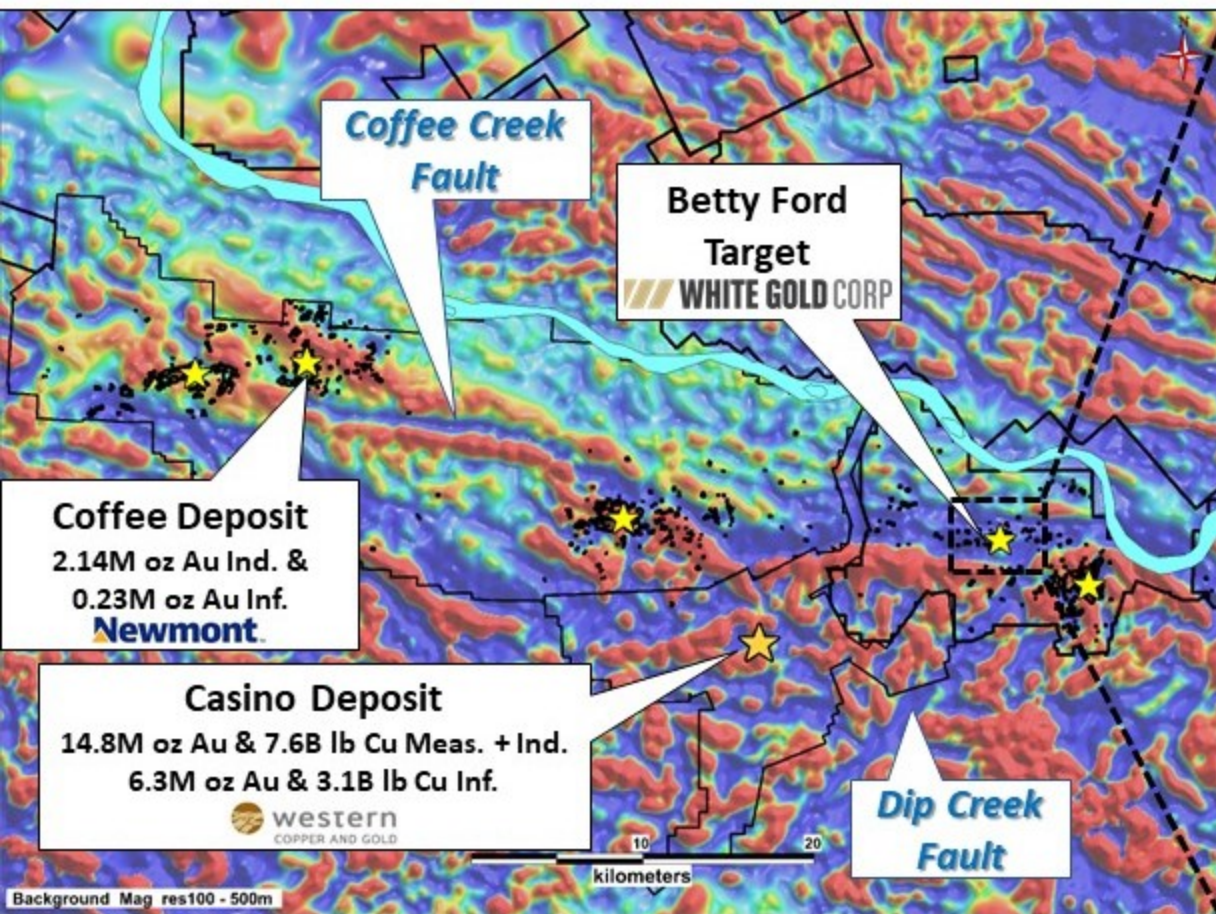 N
Coffee Creek
Fault
Betty Ford
Target
WHITE GOLD CORP
Coffee Deposit
2.14M oz Au Ind. &
0.23M oz Au Inf.
Newmont
Casino Deposit
14.8M oz Au & 7.6B lb Cu Meas. + Ind.
6.3M oz Au & 3.1B lb Cu Inf.
western
COPPER AND GOLD
Dip Creek
Fault
10 20
kilometers
Background Mag res100 - 500m